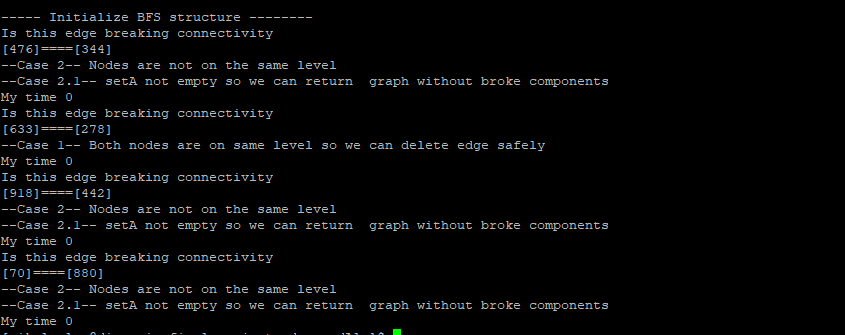 ----- Initialize BFS structure --------
Is this edge breaking connectivity
[476]====[344]
--Case 2-- Nodes are not on the same level
--Case 2.1-- setA not empty so we can return  graph without broke components
My time 0
Is this edge breaking connectivity
[633]====[278]
--Case 1-- Both nodes are on same level so we can delete edge safely
My time 0
Is this edge breaking connectivity
[918]====[442]
--Case 2-- Nodes are not on the same level
--Case 2.1-- setA not empty so we can return  graph without broke components
My time 0
Is this edge breaking connectivity
[70]====[880]
--Case 2-- Nodes are not on the same level
--Case 2.1-- setA not empty so we can return  graph without broke components
My time 0